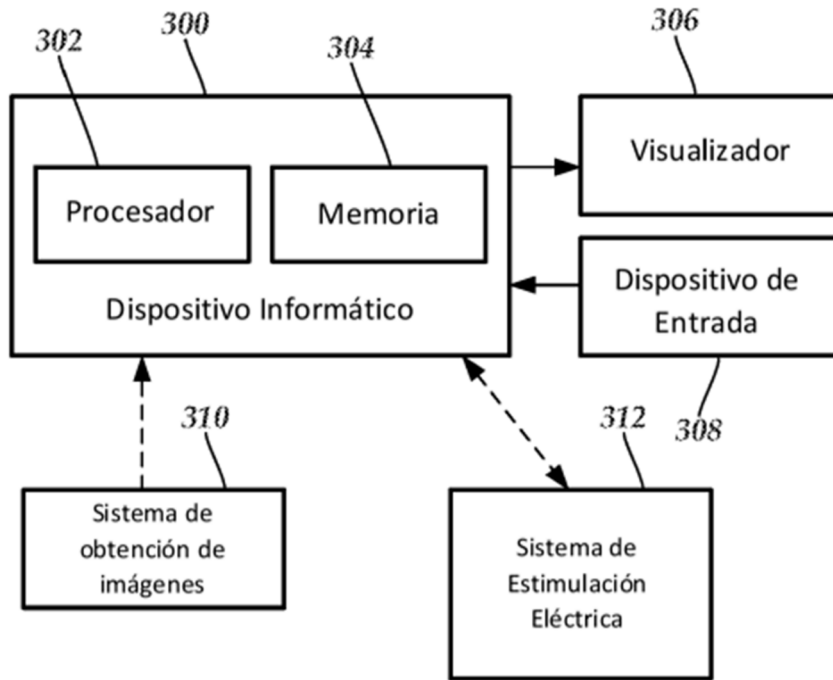 302
300
304
306
Procesador
Memoria
Dispositivo Informático
Visualizador
Dispositivo de
Entrada
308
310
312
Sistema de
obtención de
imágenes
Sistema de
Estimulación
Eléctrica